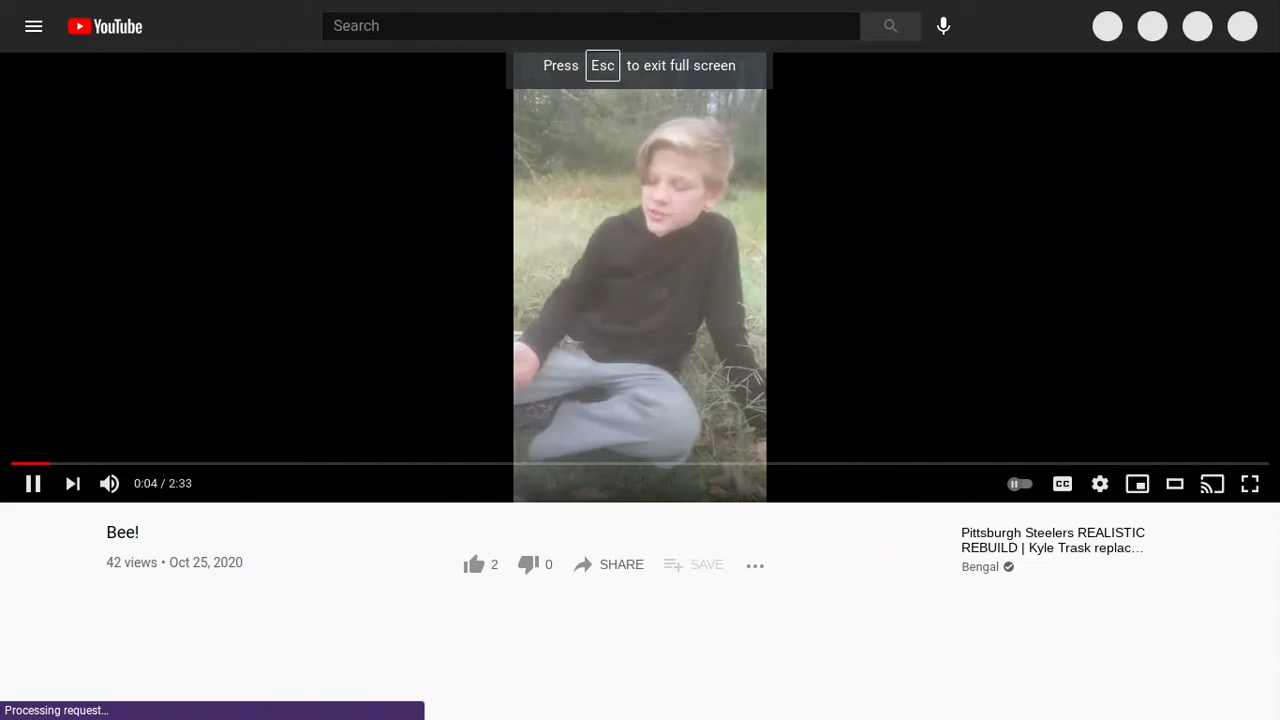 YouTube
Search
Press Esc to exit full screen
0:04 / 2:33
CC
Bee!
42 views • Oct 25, 2020
2
0
SHARE
SAVE
Pittsburgh Steelers REALISTIC
REBUILD | Kyle Trask replac…
Bengal
Processing request…